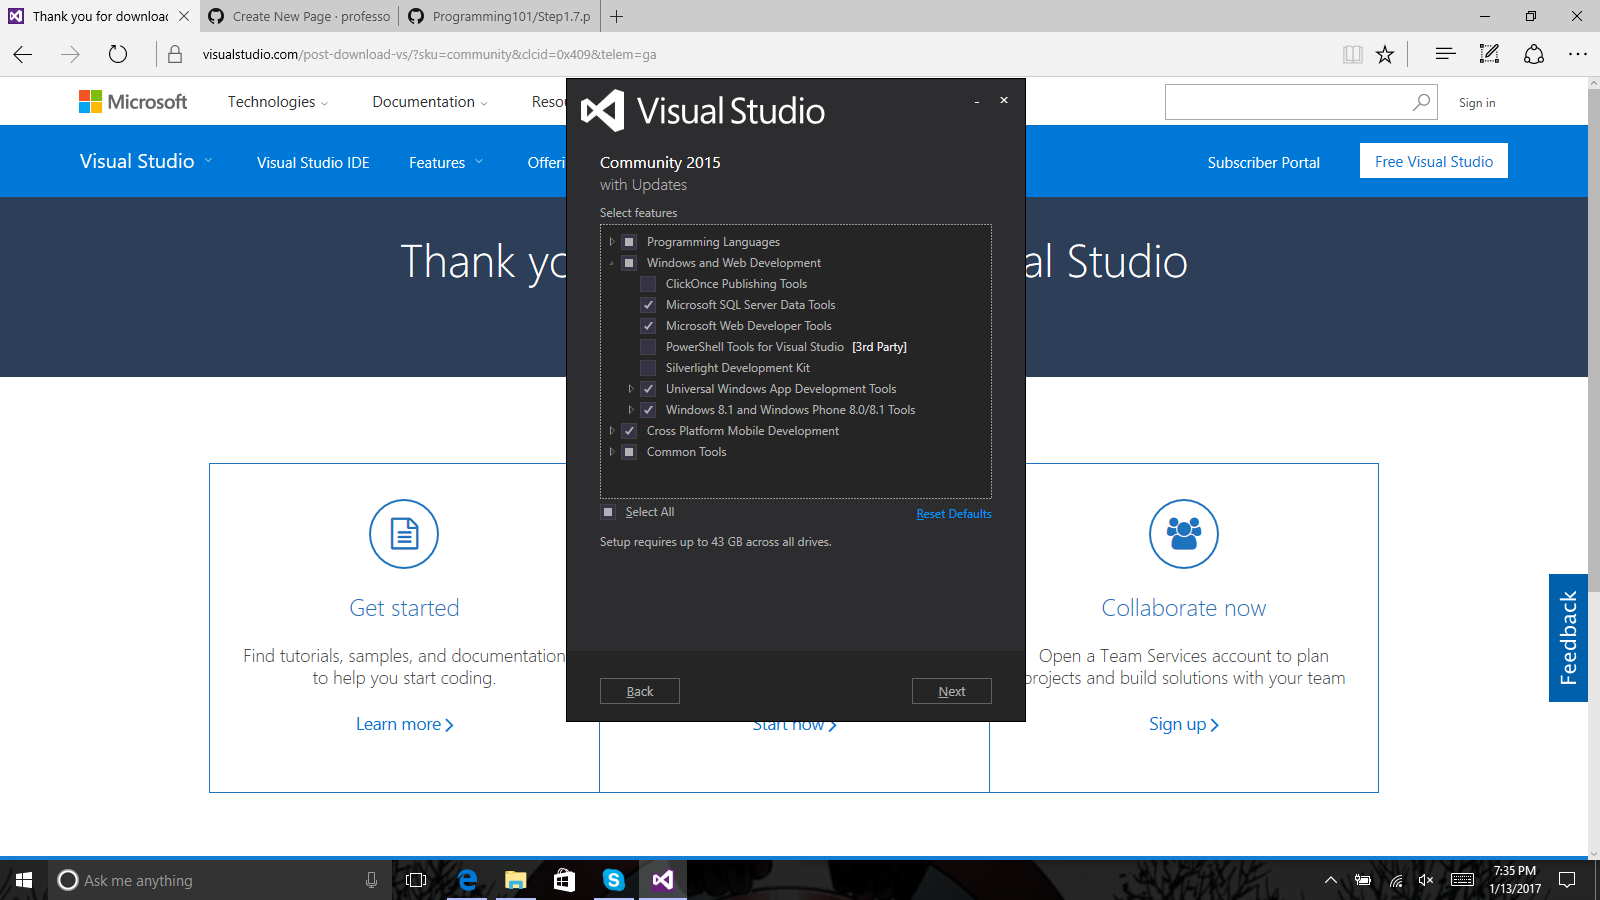 Thank you for downloac
Create New Page · professo
Programming101/Step1.7.p
visualstudio.com/post-download-vs/?sku=community&clcid=0x409&telem=ga
Microsoft
Technologies
Documentation
Resou
Sign in
Visual Studio
Visual Studio IDE
Features
Offeri
Subscriber Portal
Free Visual Studio
Thank yo
al Studio
Visual Studio
Community 2015
with Updates
Select features
Programming Languages
Windows and Web Development
ClickOnce Publishing Tools
Microsoft SQL Server Data Tools
Microsoft Web Developer Tools
PowerShell Tools for Visual Studio [3rd Party]
Silverlight Development Kit
Universal Windows App Development Tools
Windows 8.1 and Windows Phone 8.0/8.1 Tools
Cross Platform Mobile Development
Common Tools
Select All
Reset Defaults
Setup requires up to 43 GB across all drives.
Back
Next
Get started
Find tutorials, samples, and documentation
to help you start coding.
Learn more
Start now
Collaborate now
Open a Team Services account to plan
projects and build solutions with your team
Sign up
Feedback
Ask me anything
7:35 PM
1/13/2017